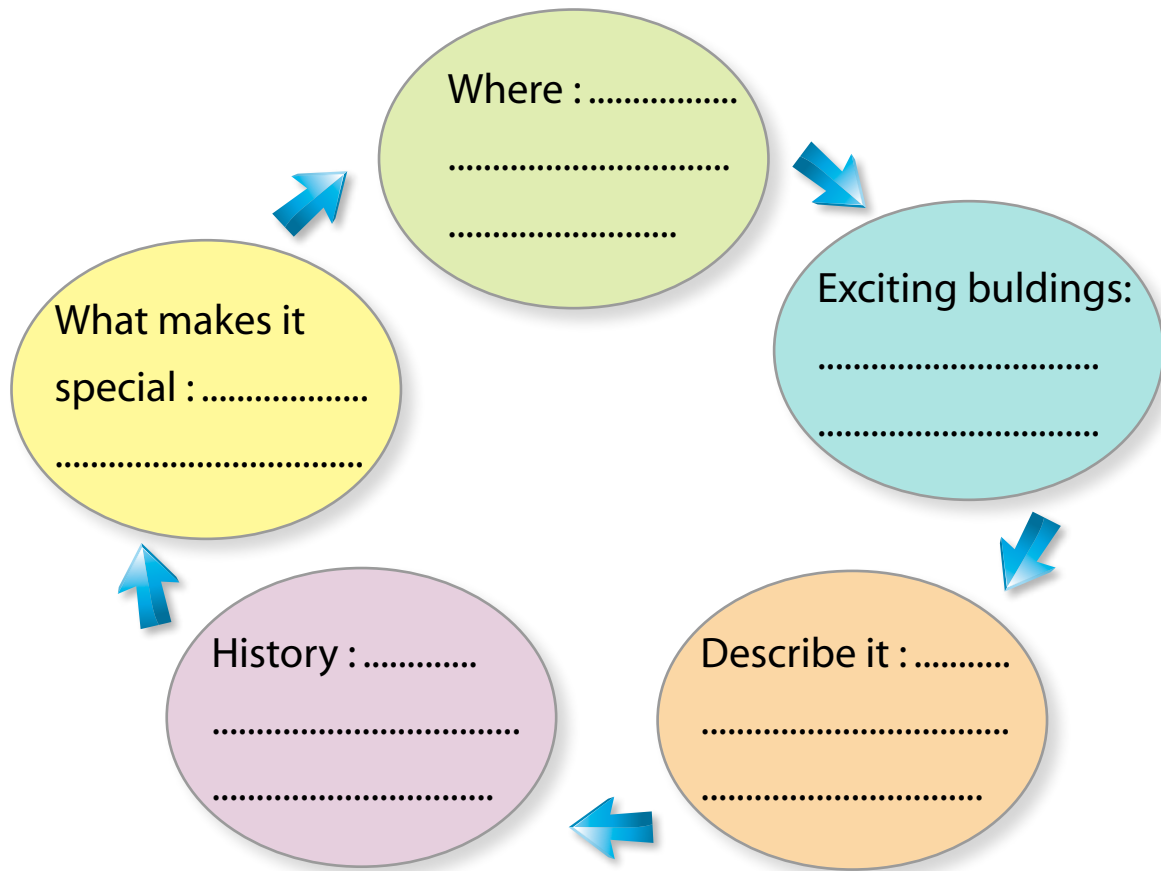 Where : .................
................................
..........................
Exciting buldings:
................................
................................
Describe it : ...........
...................................
................................
History : .............
...................................
................................
What makes it
special : ...................
...................................